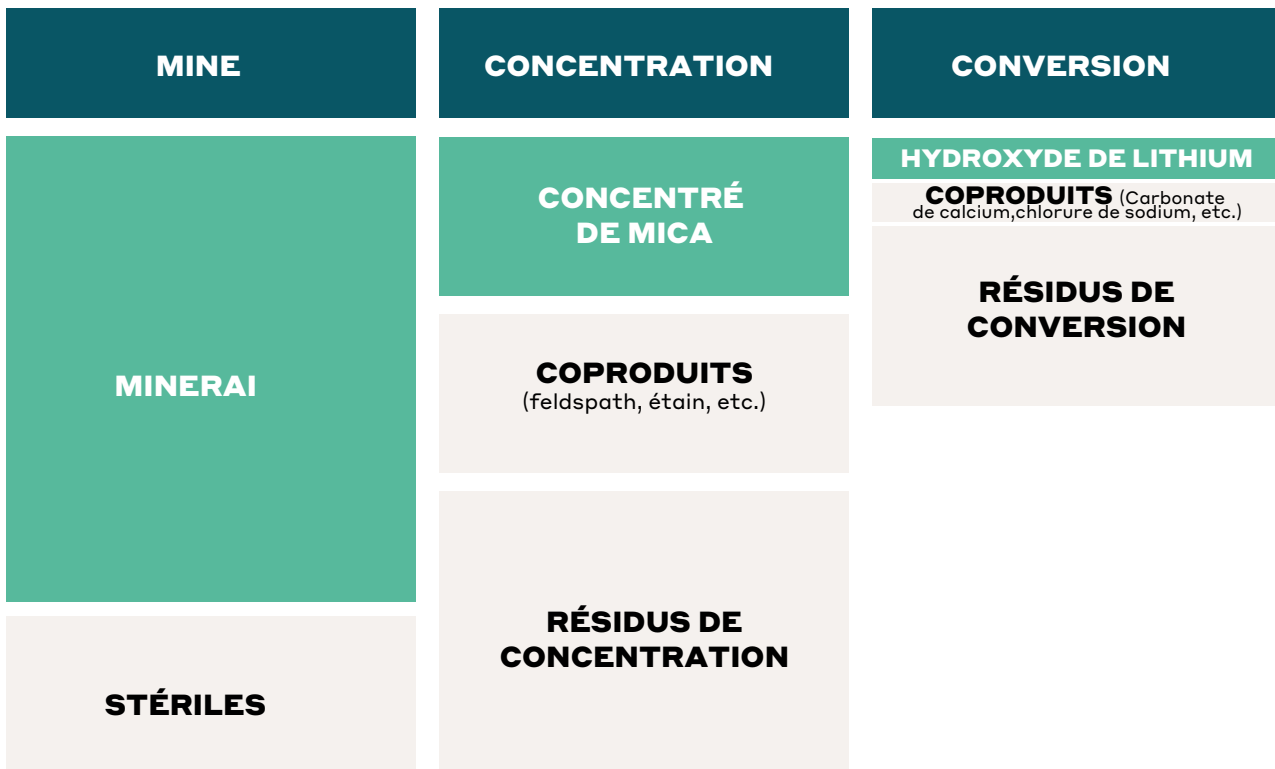 MINE
MINERAI
STÉRILES
CONCENTRATION
CONCENTRÉ
DE MICA
COPRODUITS
(feldspath, étain, etc.)
RÉSIDUS DE
CONCENTRATION
CONVERSION
HYDROXYDE DE LITHIUM
COPRODUITS (Carbonate
de calcium,chlorure de sodium, etc.)
RÉSIDUS DE
CONVERSION